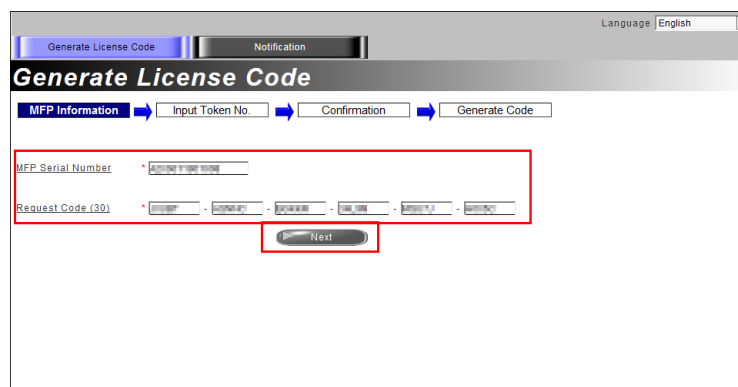 Language English
Generate License Code Notification
Generate License Code
MFP Information Input Token No. Confirmation Generate Code
MFP Serial Number *
Request Code (30) * - - - - -
Next